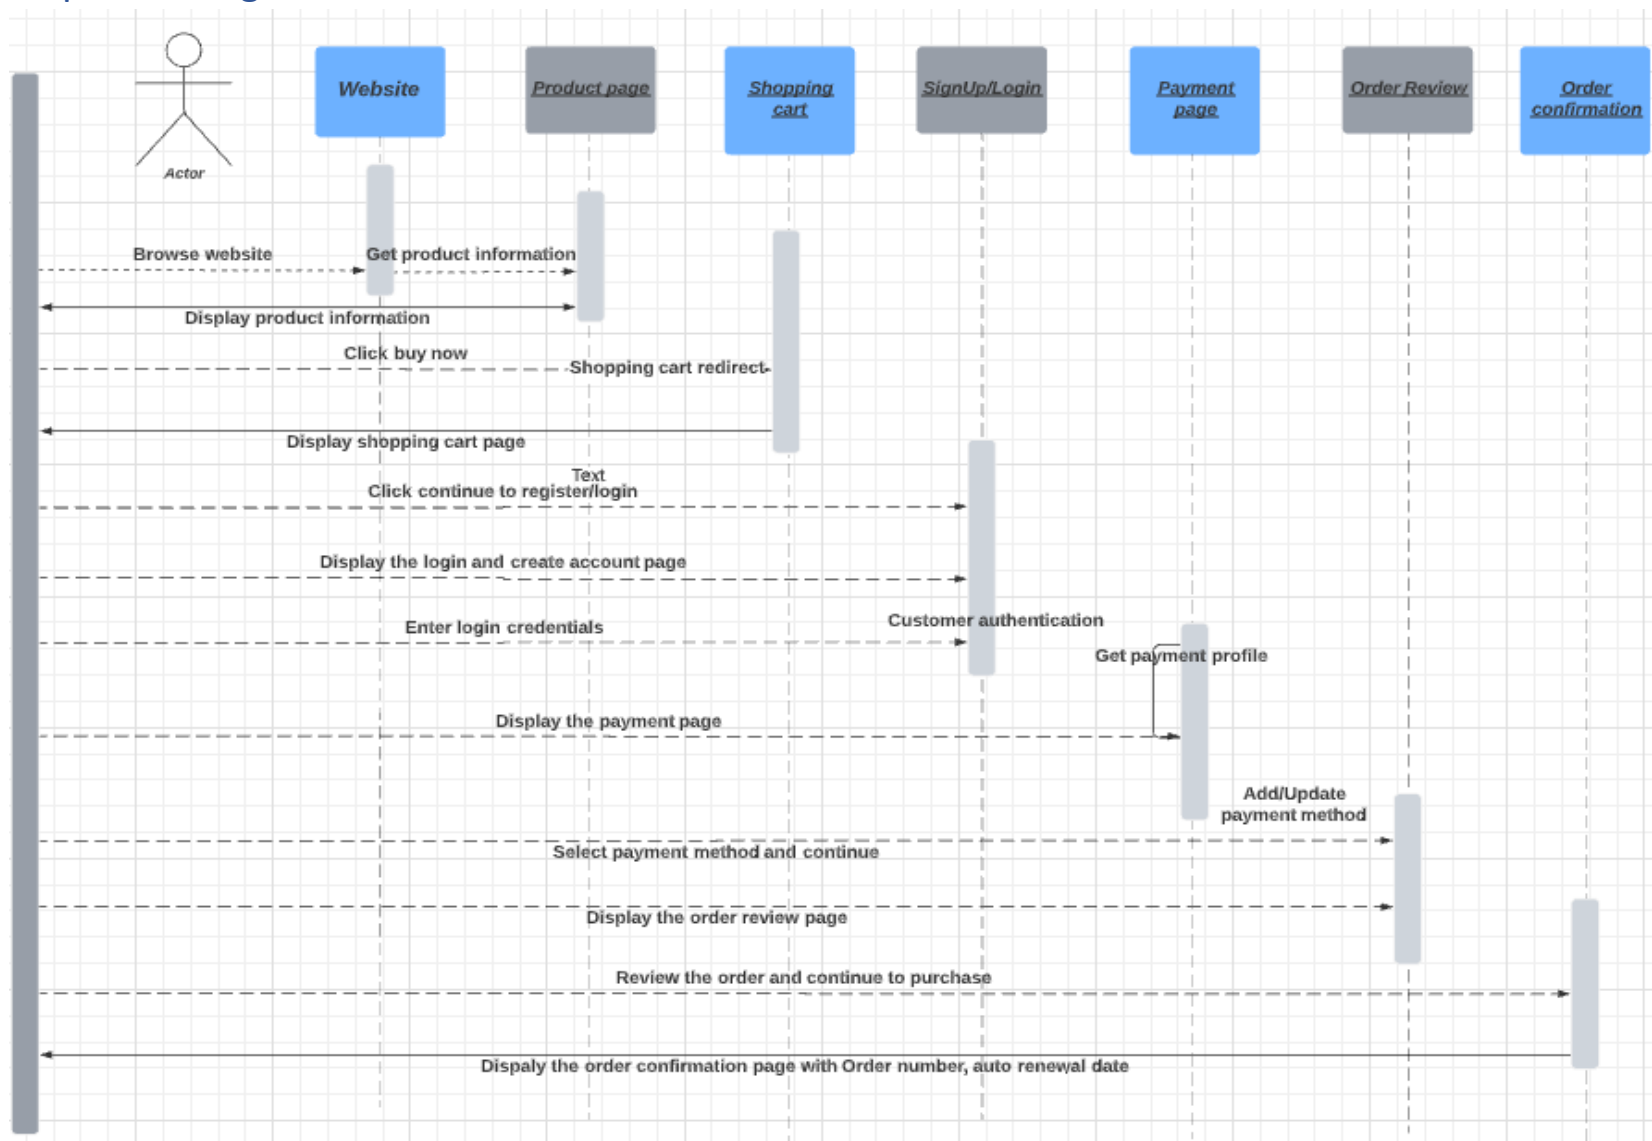 Website
Product page
Shopping
cart
SignUp/Login
Payment
page
Order Review
Order
confirmation
Actor
Browse website
Get product information
Display product information
Click buy now
Shopping cart redirect
Display shopping cart page
Text
Click continue to register/login
Display the login and create account page
Enter login credentials
Customer authentication
Get payment profile
Display the payment page
Add/Update
payment method
Select payment method and continue
Display the order review page
Review the order and continue to purchase
Dispaly the order confirmation page with Order number, auto renewal date